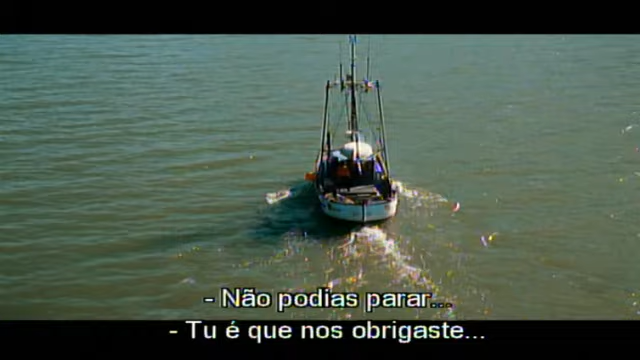 - Não podias parar...
- Tu é que nos obrigaste...